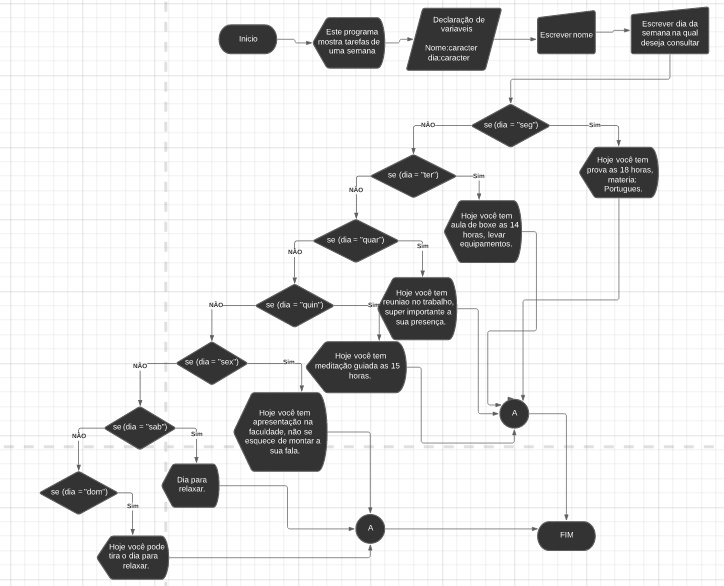 Inicio
Este programa
mostra tarefas de
uma semana
Declaração de
variaveis
Nome:caracter
dia:caracter
Escrever nome
Escrever dia da
semana na qual
deseja consultar
se (dia = "seg")
NÃO
Sim
Hoje você tem
prova as 18 horas,
materia:
Portugues.
se (dia = "ter")
NÃO
Sim
Hoje você tem
aula de boxe as 14
horas, levar
equipamentos.
se (dia = "quar")
NÃO
Sim
Hoje você tem
reuniao no trabalho,
super importante a
sua presença.
se (dia = "quin")
NÃO
Sim
Hoje você tem
meditação guiada as 15
horas.
se (dia = "sex")
NÃO
Sim
Hoje você tem
apresentação na
faculdade, não se
esquece de montar a
sua fala.
A
se (dia = "sab")
NÃO
Sim
Dia para
relaxar.
se (dia = "dom")
Sim
Hoje você pode
tira o dia para
relaxar.
A
FIM